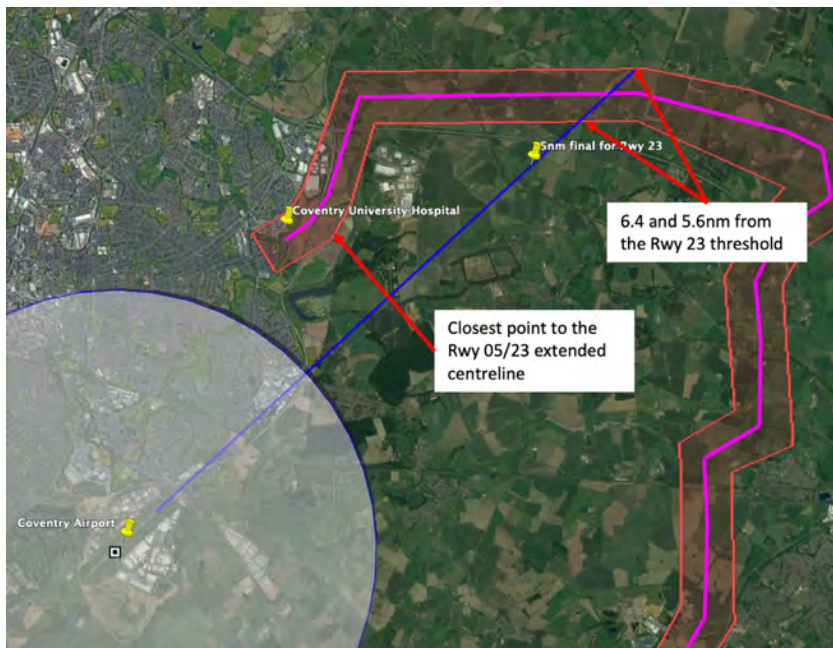 5nm final for Rwy 23
Coventry University Hospital
6.4 and 5.6nm from
the Rwy 23 threshold
Closest point to the
Rwy 05/23 extended
centreline
Coventry Airport